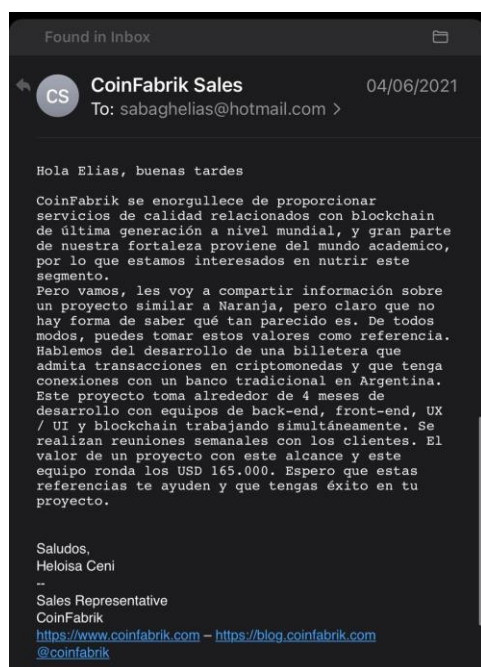 Found in Inbox
CS
CoinFabrik Sales
04/06/2021
To: sabaghelias@hotmail.com >
Hola Elias, buenas tardes
CoinFabrik se enorgullece de proporcionar
servicios de calidad relacionados con blockchain
de última generación a nivel mundial, y gran parte
de nuestra fortaleza proviene del mundo academico,
por lo que estamos interesados en nutrir este
segmento.
Pero vamos, les voy a compartir información sobre
un proyecto similar a Naranja, pero claro que no
hay forma de saber qué tan parecido es. De todos
modos, puedes tomar estos valores como referencia.
Hablemos del desarrollo de una billetera que
admita transacciones en criptomonedas y que tenga
conexiones con un banco tradicional en Argentina.
Este proyecto toma alrededor de 4 meses de
desarrollo con equipos de back-end, front-end, UX
/ UI y blockchain trabajando simultáneamente. Se
realizan reuniones semanales con los clientes. El
valor de un proyecto con este alcance y este
equipo ronda los USD 165.000. Espero que estas
referencias te ayuden y que tengas éxito en tu
proyecto.
Saludos,
Heloisa Ceni
--
Sales Representative
CoinFabrik
https://www.coinfabrik.com – https://blog.coinfabrik.com
@coinfabrik